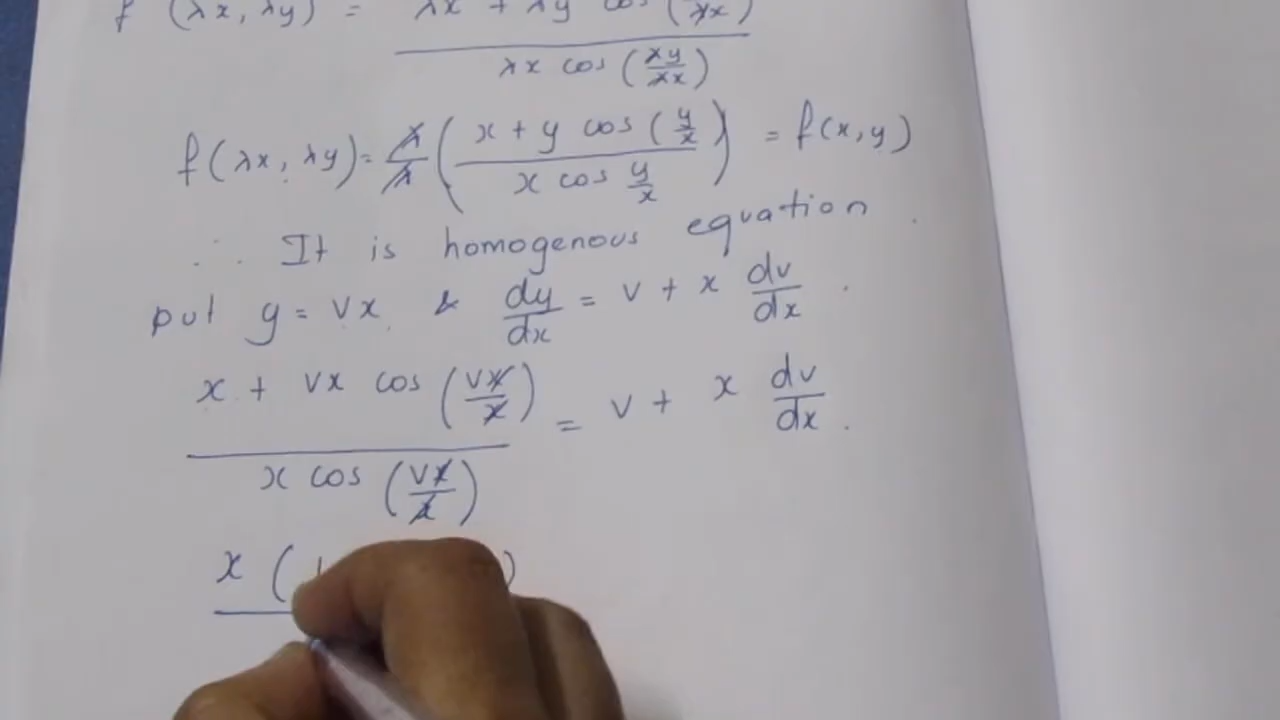 f (λx, λy) = λx + λy cos (λy/λx) / λx cos (λy/λx)
f(λx, λy) = λ/λ (x + y cos (y/x) / x cos y/x) = f(x, y)
∴ It is homogenous equation.
put y = vx & dy/dx = v + x dv/dx.
x + vx cos (vx/x) / x cos (vx/x) = v + x dv/dx.
x (1 )